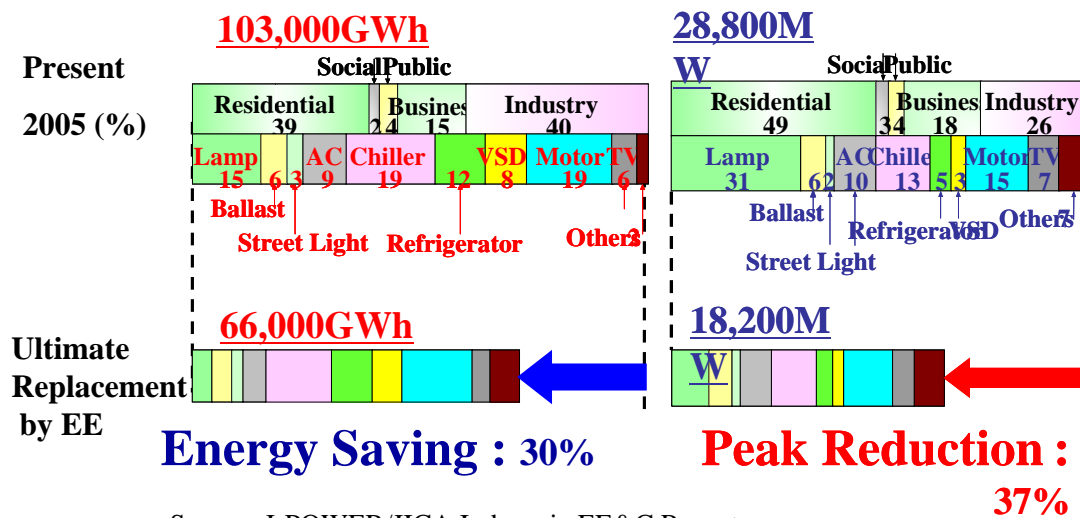 103,000GWh
28,800M
W
Present
2005 (%)
Social Public
Residential
39
2
4
Busines
15
Industry
40
Lamp
15
6
3
AC
9
Chiller
19
12
VSD
8
Motor
19
TV
6
Ballast
Street Light
Refrigerator
Others
2
Social Public
Residential
49
3
4
Business
18
Industry
26
Lamp
31
6
2
AC
10
Chille
13
5
3
Motor
15
TV
7
Ballast
Street Light
Refrigerator
VSD
Others
7
66,000GWh
18,200M
W
Ultimate
Replacement
by EE
Energy Saving : 30%
Peak Reduction :
37%